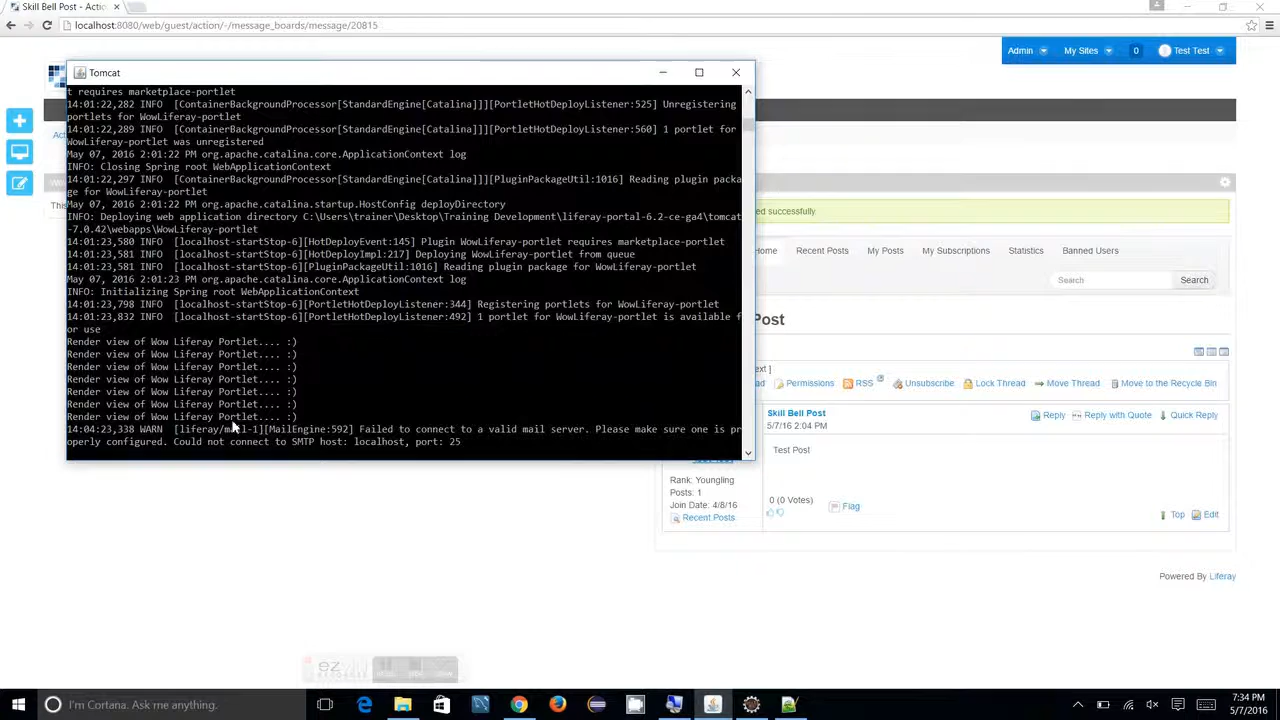 Skill Bell Post - Actio
localhost:8080/web/guest/action/-/message_boards/message/20815
Admin
My Sites
0
Test Test
Tomcat
t requires marketplace-portlet
14:01:22,282 INFO  [ContainerBackgroundProcessor[StandardEngine[Catalina]]][PortletHotDeployListener:525] Unregistering
portlets for WowLiferay-portlet
14:01:22,289 INFO  [ContainerBackgroundProcessor[StandardEngine[Catalina]]][PortletHotDeployListener:560] 1 portlet for
WowLiferay-portlet was unregistered
May 07, 2016 2:01:22 PM org.apache.catalina.core.ApplicationContext log
INFO: Closing Spring root WebApplicationContext
14:01:22,297 INFO  [ContainerBackgroundProcessor[StandardEngine[Catalina]]][PluginPackageUtil:1016] Reading plugin packa
ge for WowLiferay-portlet
May 07, 2016 2:01:22 PM org.apache.catalina.startup.HostConfig deployDirectory
INFO: Deploying web application directory C:\Users\trainer\Desktop\Training Development\liferay-portal-6.2-ce-ga4\tomcat
-7.0.42\webapps\WowLiferay-portlet
14:01:23,580 INFO  [localhost-startStop-6][HotDeployEvent:145] Plugin WowLiferay-portlet requires marketplace-portlet
14:01:23,581 INFO  [localhost-startStop-6][HotDeployImpl:217] Deploying WowLiferay-portlet from queue
14:01:23,581 INFO  [localhost-startStop-6][PluginPackageUtil:1016] Reading plugin package for WowLiferay-portlet
May 07, 2016 2:01:23 PM org.apache.catalina.core.ApplicationContext log
INFO: Initializing Spring root WebApplicationContext
14:01:23,798 INFO  [localhost-startStop-6][PortletHotDeployListener:344] Registering portlets for WowLiferay-portlet
14:01:23,832 INFO  [localhost-startStop-6][PortletHotDeployListener:492] 1 portlet for WowLiferay-portlet is available f
or use
Render view of Wow Liferay Portlet.... :)
Render view of Wow Liferay Portlet.... :)
Render view of Wow Liferay Portlet.... :)
Render view of Wow Liferay Portlet.... :)
Render view of Wow Liferay Portlet.... :)
Render view of Wow Liferay Portlet.... :)
Render view of Wow Liferay Portlet.... :)
14:04:23,338 WARN  [liferay/mail-1][MailEngine:592] Failed to connect to a valid mail server. Please make sure one is pr
operly configured. Could not connect to SMTP host: localhost, port: 25
ed successfully.
Home
Recent Posts
My Posts
My Subscriptions
Statistics
Banned Users
Search
Search
Post
ext ]
ad
Permissions
RSS
Unsubscribe
Lock Thread
Move Thread
Move to the Recycle Bin
Skill Bell Post
Reply
Reply with Quote
Quick Reply
5/7/16 2:04 PM
Test Post
Rank: Youngling
Posts: 1
Join Date: 4/8/16
Recent Posts
0 (0 Votes)
Flag
Top
Edit
Powered By Liferay
ez
I'm Cortana. Ask me anything.
7:34 PM
5/7/2016